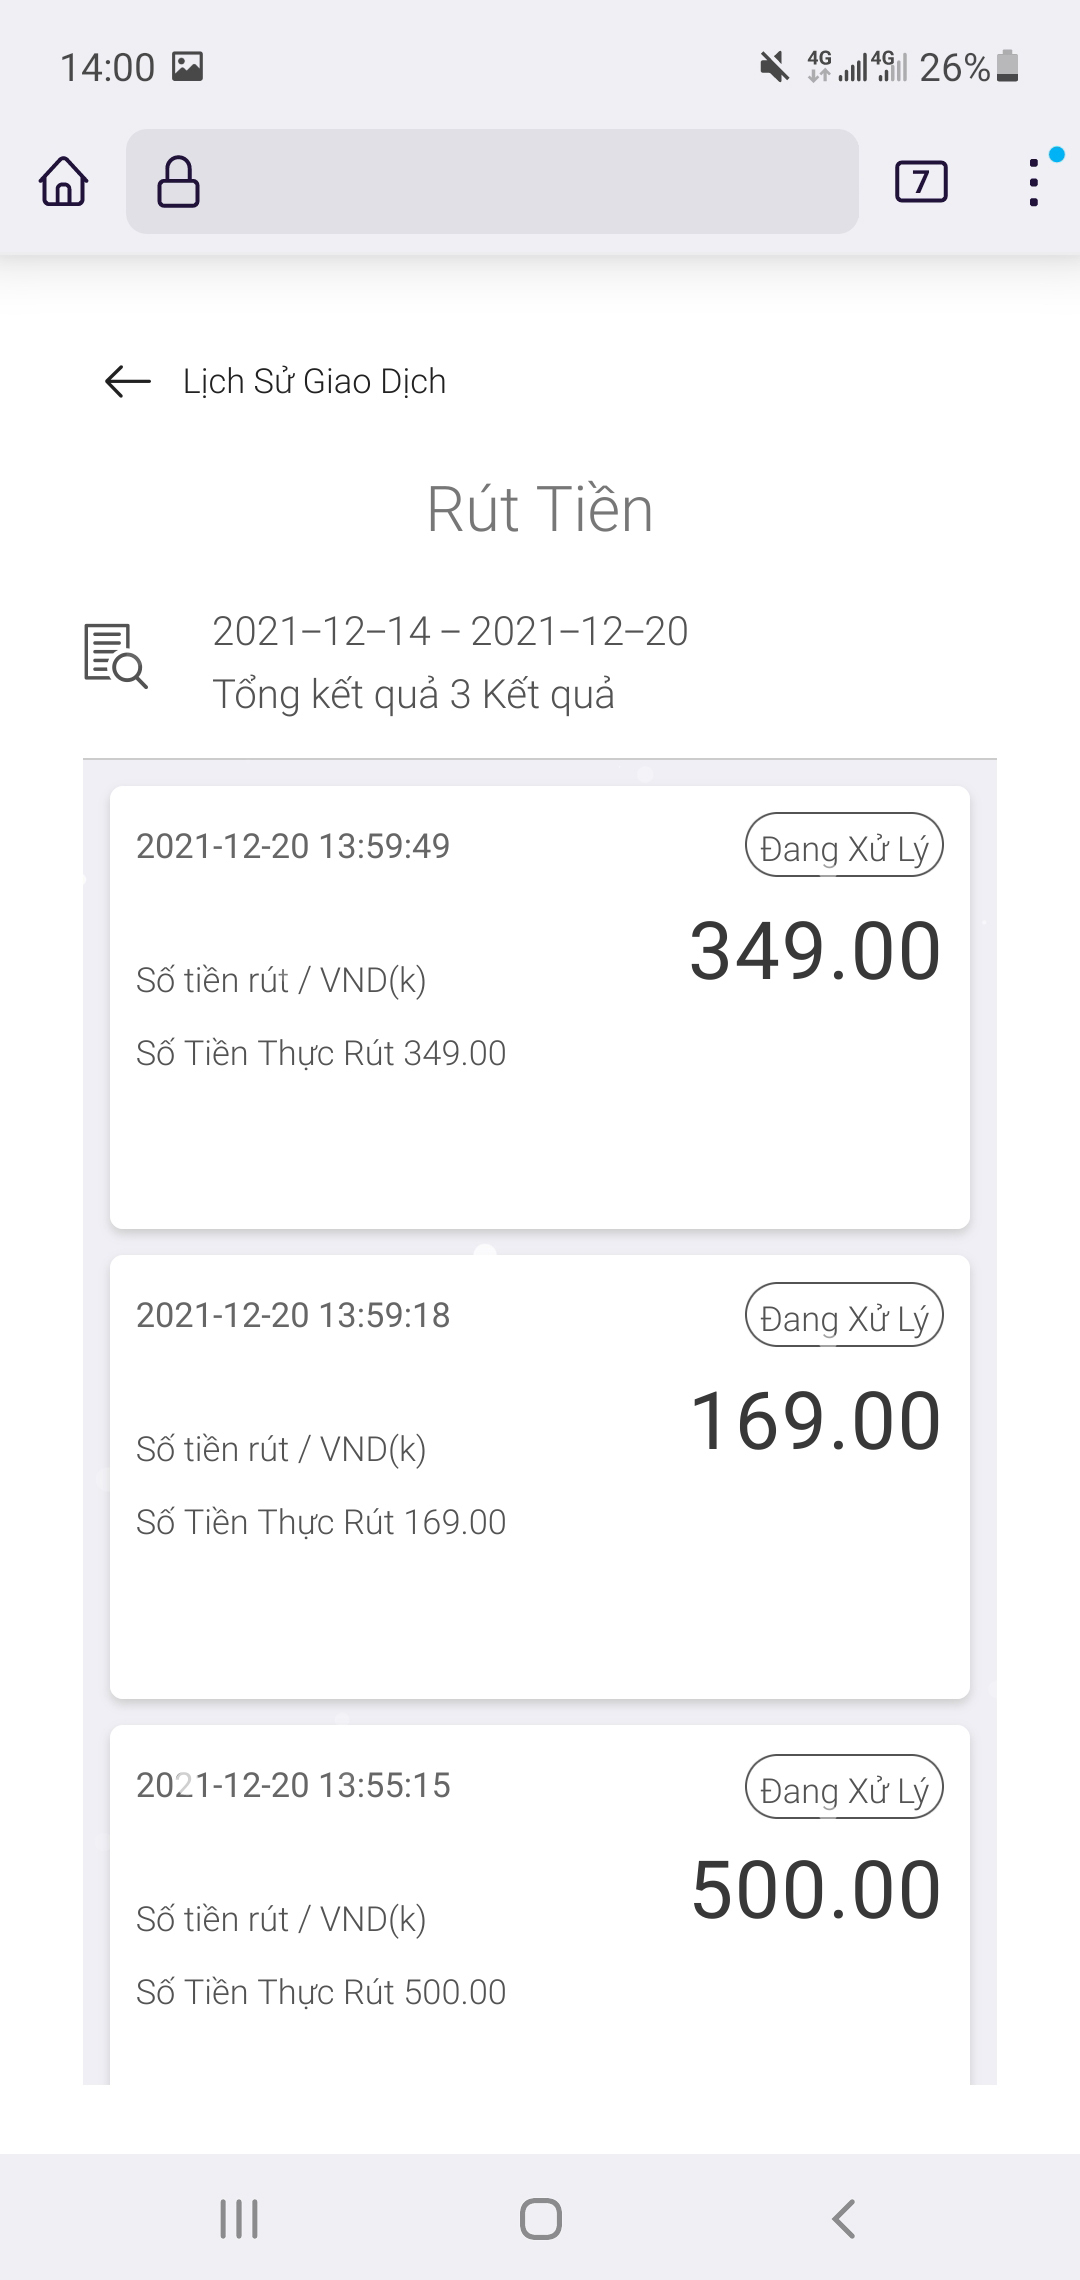 14:00
4G 4G 26%
7
Lịch Sử Giao Dịch
Rút Tiền
2021–12–14 – 2021–12–20
Tổng kết quả 3 Kết quả
2021-12-20 13:59:49
Đang Xử Lý
349.00
Số tiền rút / VND(k)
Số Tiền Thực Rút 349.00
2021-12-20 13:59:18
Đang Xử Lý
169.00
Số tiền rút / VND(k)
Số Tiền Thực Rút 169.00
2021-12-20 13:55:15
Đang Xử Lý
500.00
Số tiền rút / VND(k)
Số Tiền Thực Rút 500.00